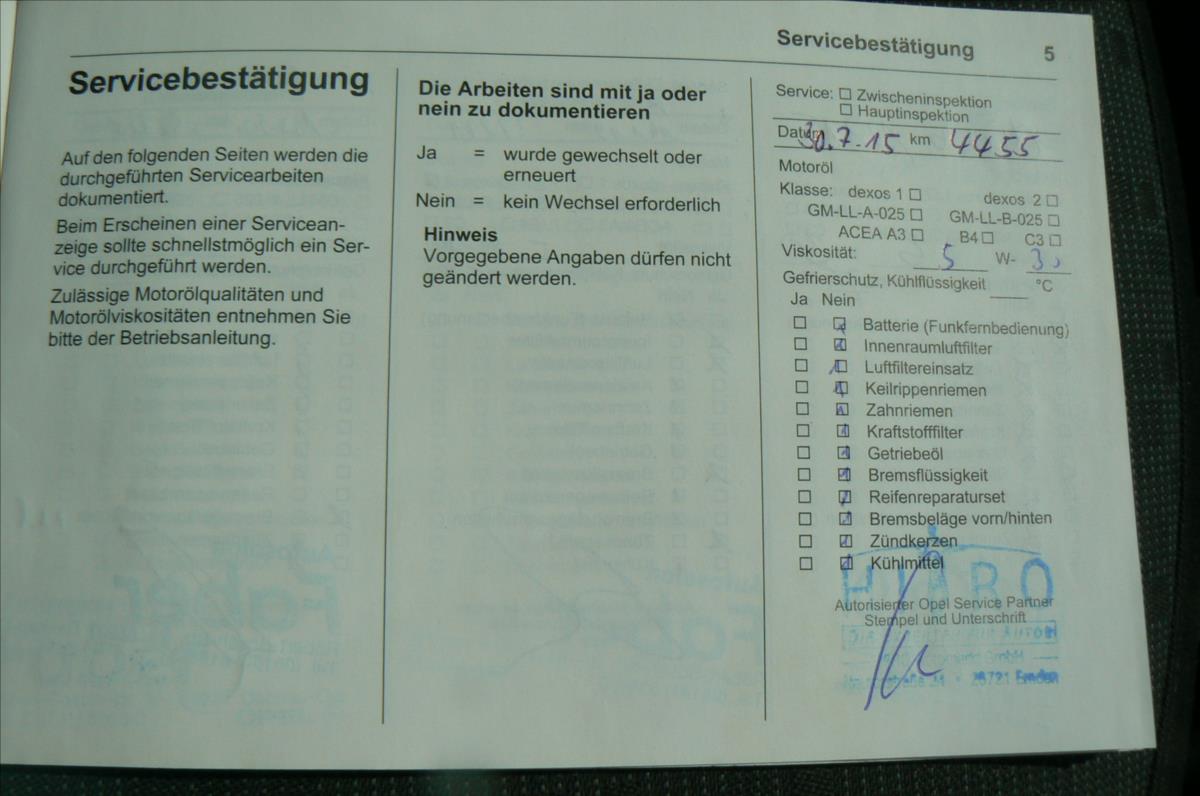 Servicebestätigung 5
Servicebestätigung
Auf den folgenden Seiten werden die
durchgeführten Servicearbeiten
dokumentiert.
Beim Erscheinen einer Servicean-
zeige sollte schnellstmöglich ein Ser-
vice durchgeführt werden.
Zulässige Motorölqualitäten und
Motorölviskositäten entnehmen Sie
bitte der Betriebsanleitung.
Die Arbeiten sind mit ja oder
nein zu dokumentieren
Ja = wurde gewechselt oder
erneuert
Nein = kein Wechsel erforderlich
Hinweis
Vorgegebene Angaben dürfen nicht
geändert werden.
Service: ☐ Zwischeninspektion
☐ Hauptinspektion
Datum 30.7.15 km 4455
Motoröl
Klasse: dexos 1 ☐ dexos 2 ☐
GM-LL-A-025 ☐ GM-LL-B-025 ☐
ACEA A3 ☐ B4 ☐ C3 ☐
Viskosität: 5 W- 30
Gefrierschutz, Kühlflüssigkeit ____ °C
Ja Nein
Batterie (Funkfernbedienung)
Innenraumluftfilter
Luftfiltereinsatz
Keilrippenriemen
Zahnriemen
Kraftstofffilter
Getriebeöl
Bremsflüssigkeit
Reifenreparaturset
Bremsbeläge vorn/hinten
Zündkerzen
Kühlmittel
Autorisierter Opel Service Partner
Stempel und Unterschrift
GmbH
26721 Emden